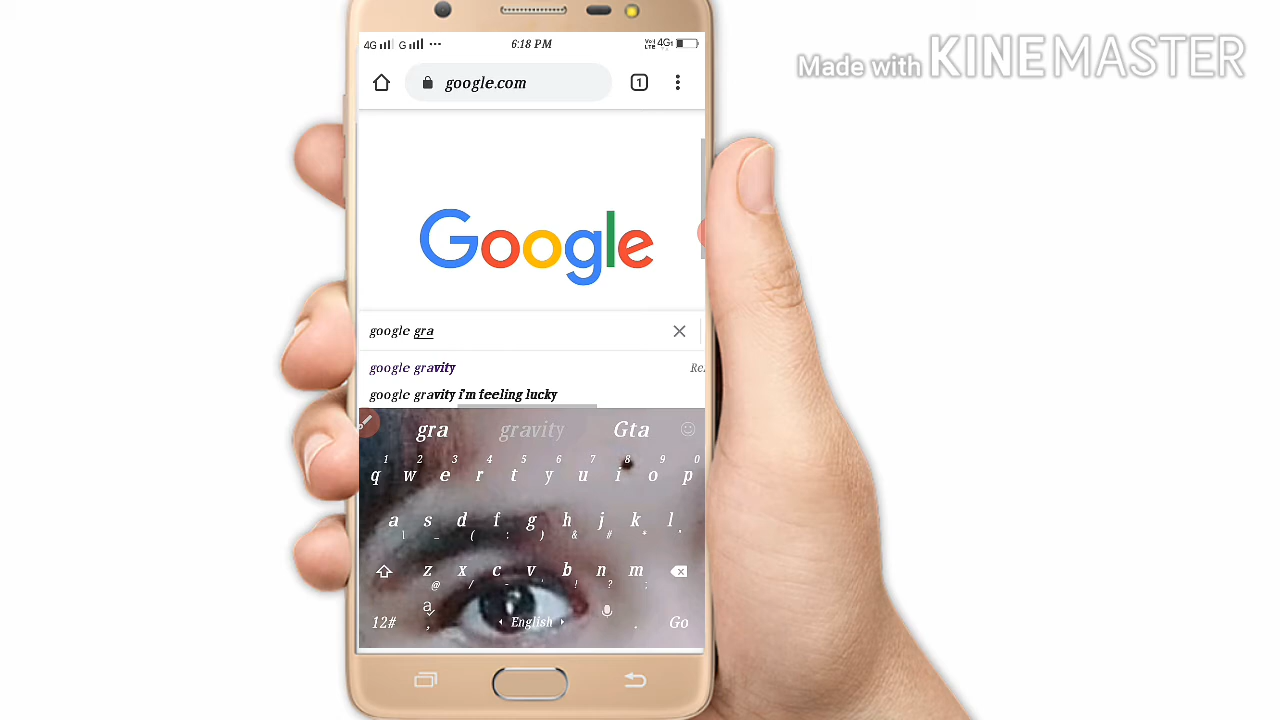 Made with KINEMASTER
4G G ... 6:18 PM VoLTE 4G
google.com 1
Google
google gra
google gravity
google gravity i'm feeling lucky
gra gravity Gta
1 2 3 4 5 6 7 8 9 0
q w e r t y u i o p
a s d f g h j k l
z x c v b n m
@ / - ' ! ? ;
12# , English . Go